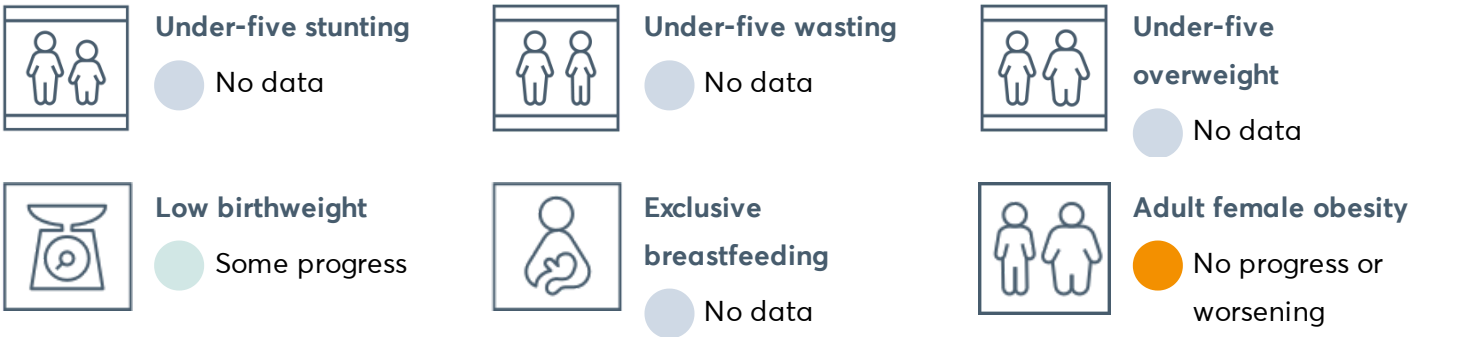 Under-five stunting
No data
Under-five wasting
No data
Under-five
overweight
No data
Low birthweight
Some progress
Exclusive
breastfeeding
No data
Adult female obesity
No progress or
worsening